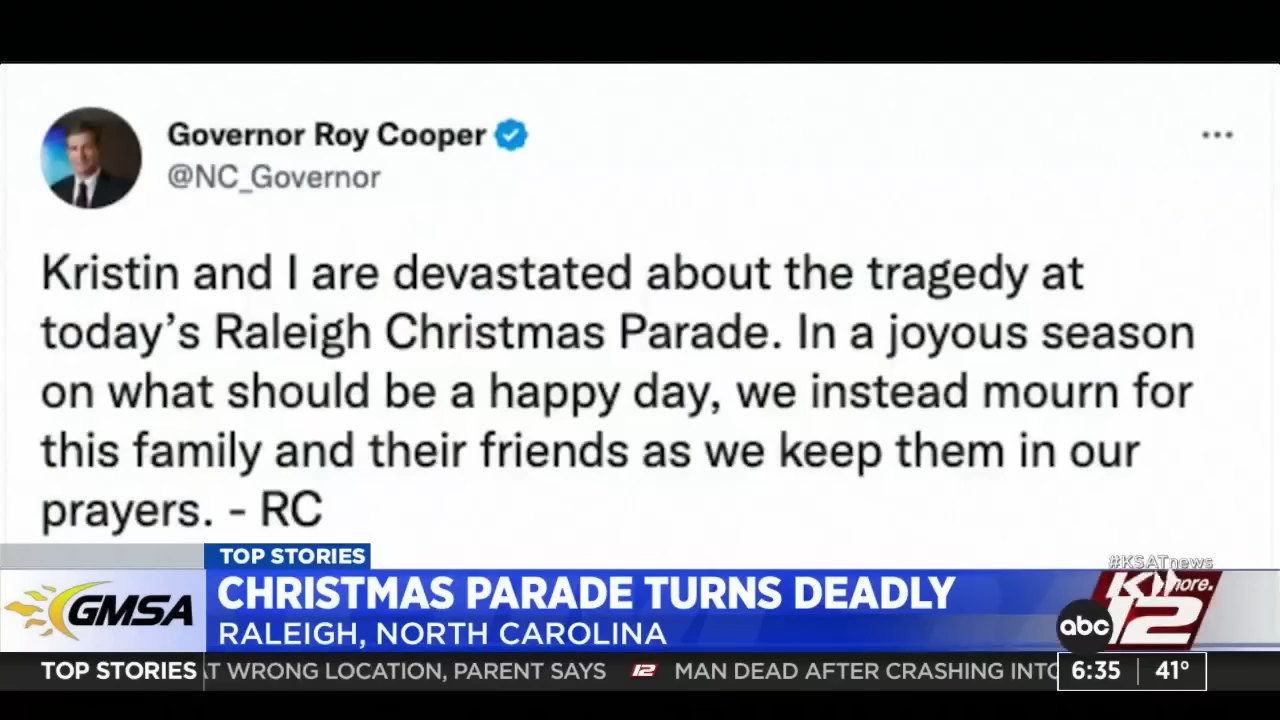 Governor Roy Cooper
@NC_Governor
Kristin and I are devastated about the tragedy at
today's Raleigh Christmas Parade. In a joyous season
on what should be a happy day, we instead mourn for
this family and their friends as we keep them in our
prayers. - RC
TOP STORIES
#KSATnews
GMSA
CHRISTMAS PARADE TURNS DEADLY
RALEIGH, NORTH CAROLINA
abc 12
more.
TOP STORIES
T WRONG LOCATION, PARENT SAYS 12 MAN DEAD AFTER CRASHING INTO
6:35 41°